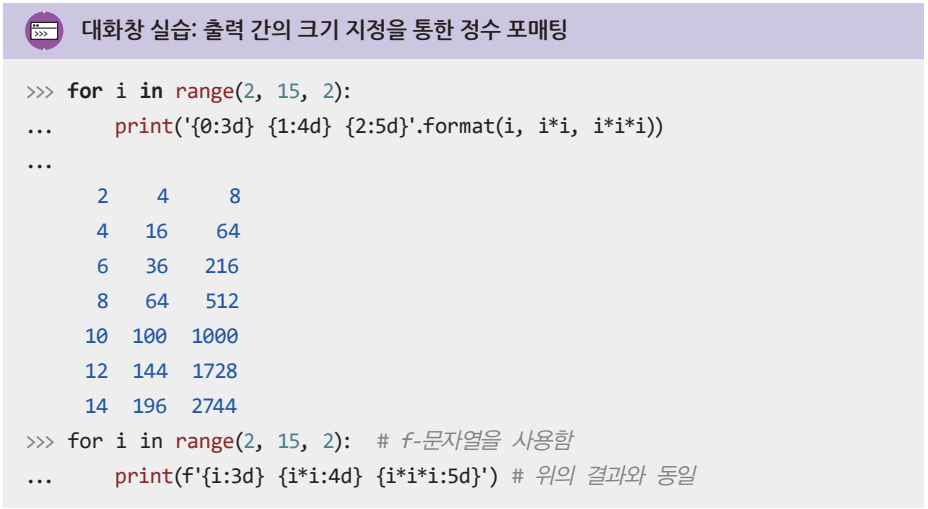 대화창 실습: 출력 간의 크기 지정을 통한 정수 포매팅
>>> for i in range(2, 15, 2):
...     print('{0:3d} {1:4d} {2:5d}'.format(i, i*i, i*i*i))
...
      2    4     8
      4   16    64
      6   36   216
      8   64   512
     10  100  1000
     12  144  1728
     14  196  2744
>>> for i in range(2, 15, 2):  # f-문자열을 사용함
...     print(f'{i:3d} {i*i:4d} {i*i*i:5d}') # 위의 결과와 동일